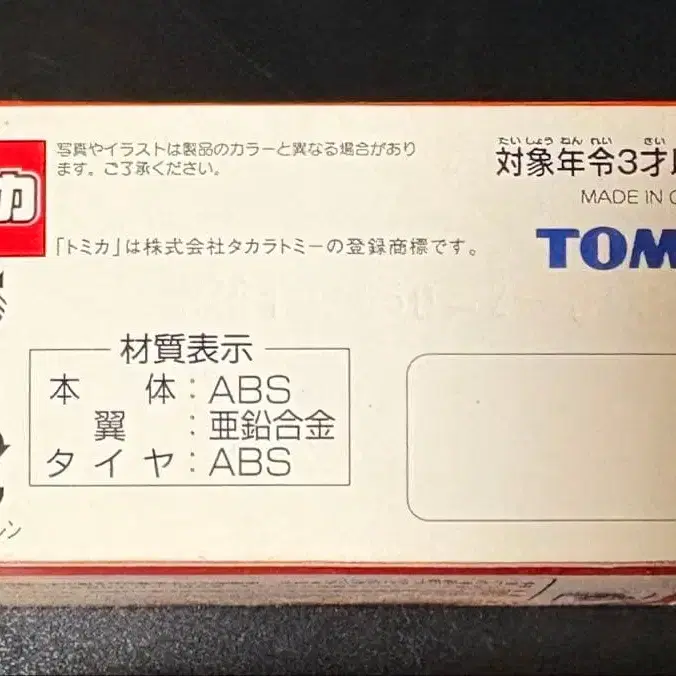 写真やイラストは製品のカラーと異なる場合があり
ます。ご了承ください。
たいしょう ねん れい さい
対象年令3才
MADE IN
カ
「トミカ」は株式会社タカラトミーの登録商標です。
TOM
材質表示
本 体:ABS
翼 :亜鉛合金
タイヤ:ABS
ン